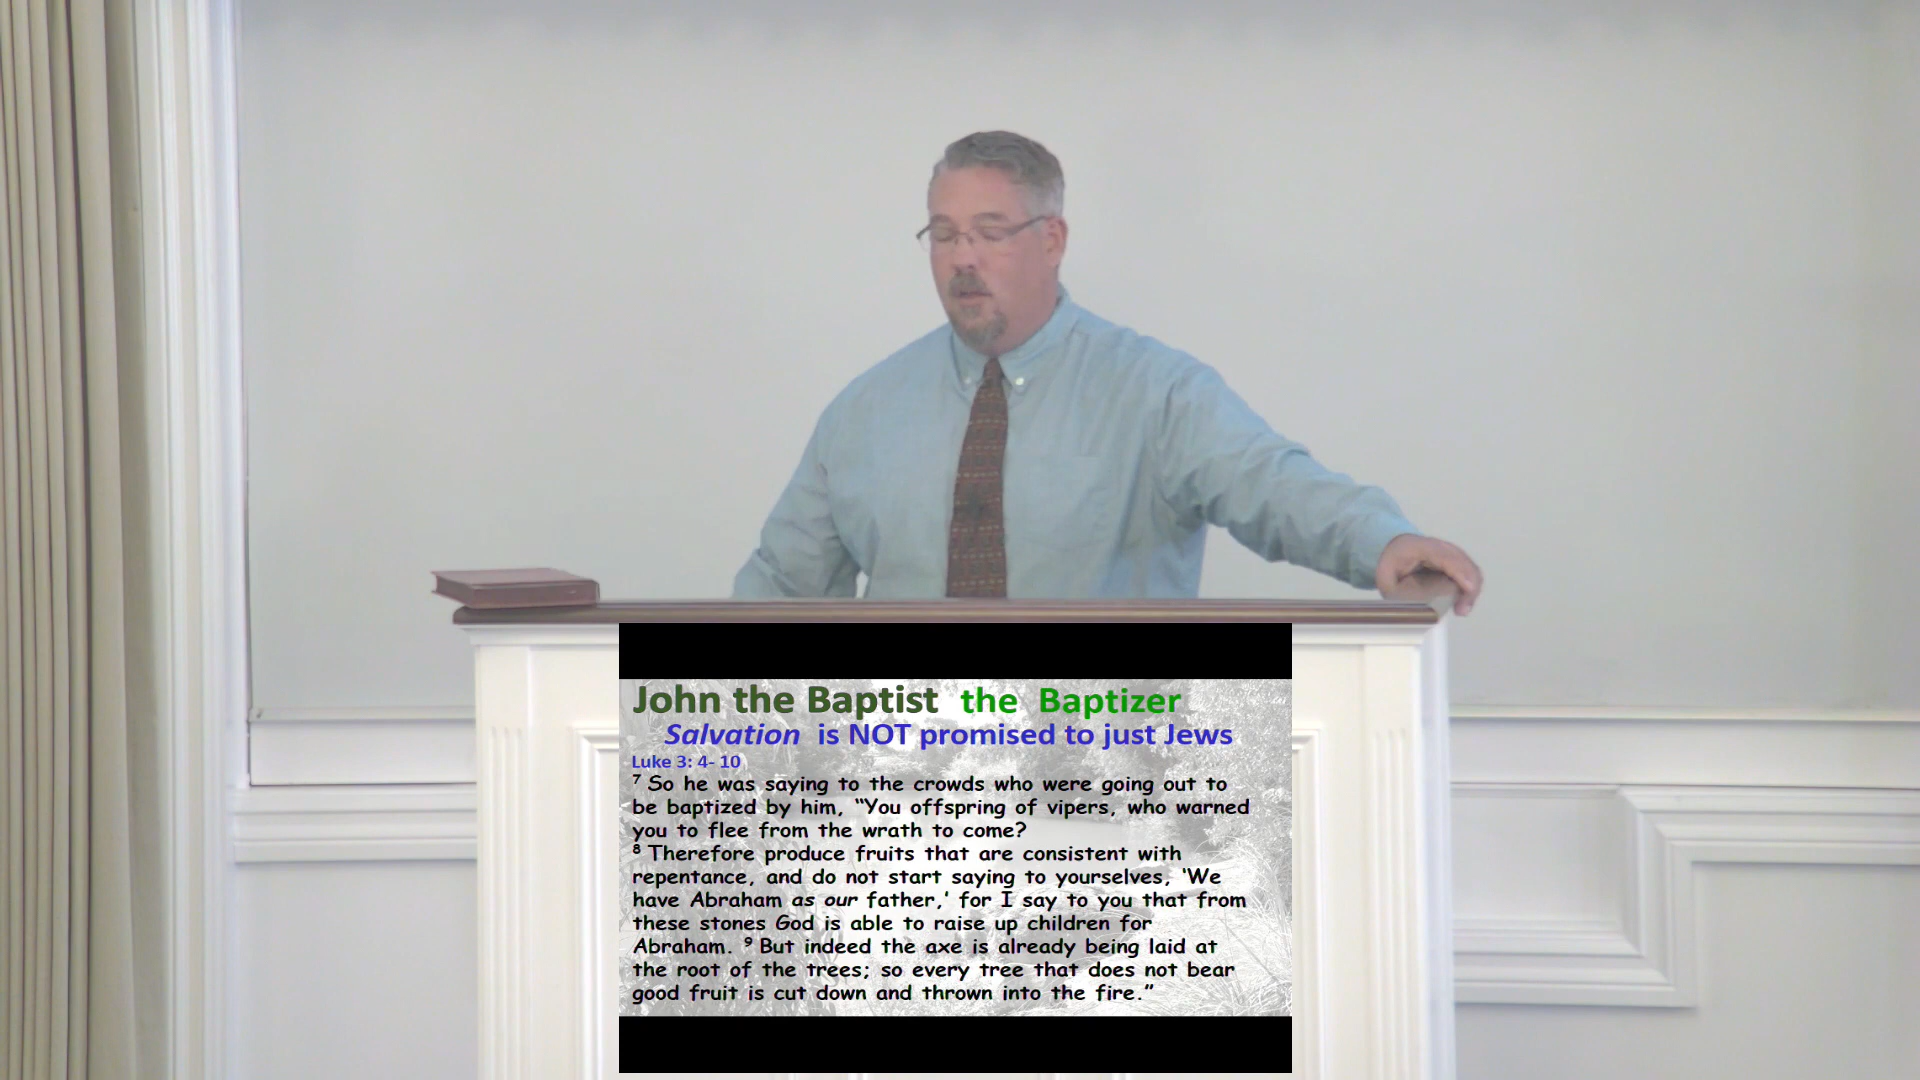 John the Baptist the Baptizer
Salvation is NOT promised to just Jews
Luke 3: 4- 10
⁷ So he was saying to the crowds who were going out to
be baptized by him, “You offspring of vipers, who warned
you to flee from the wrath to come?
⁸ Therefore produce fruits that are consistent with
repentance, and do not start saying to yourselves, ‘We
have Abraham as our father,’ for I say to you that from
these stones God is able to raise up children for
Abraham. ⁹ But indeed the axe is already being laid at
the root of the trees; so every tree that does not bear
good fruit is cut down and thrown into the fire.”